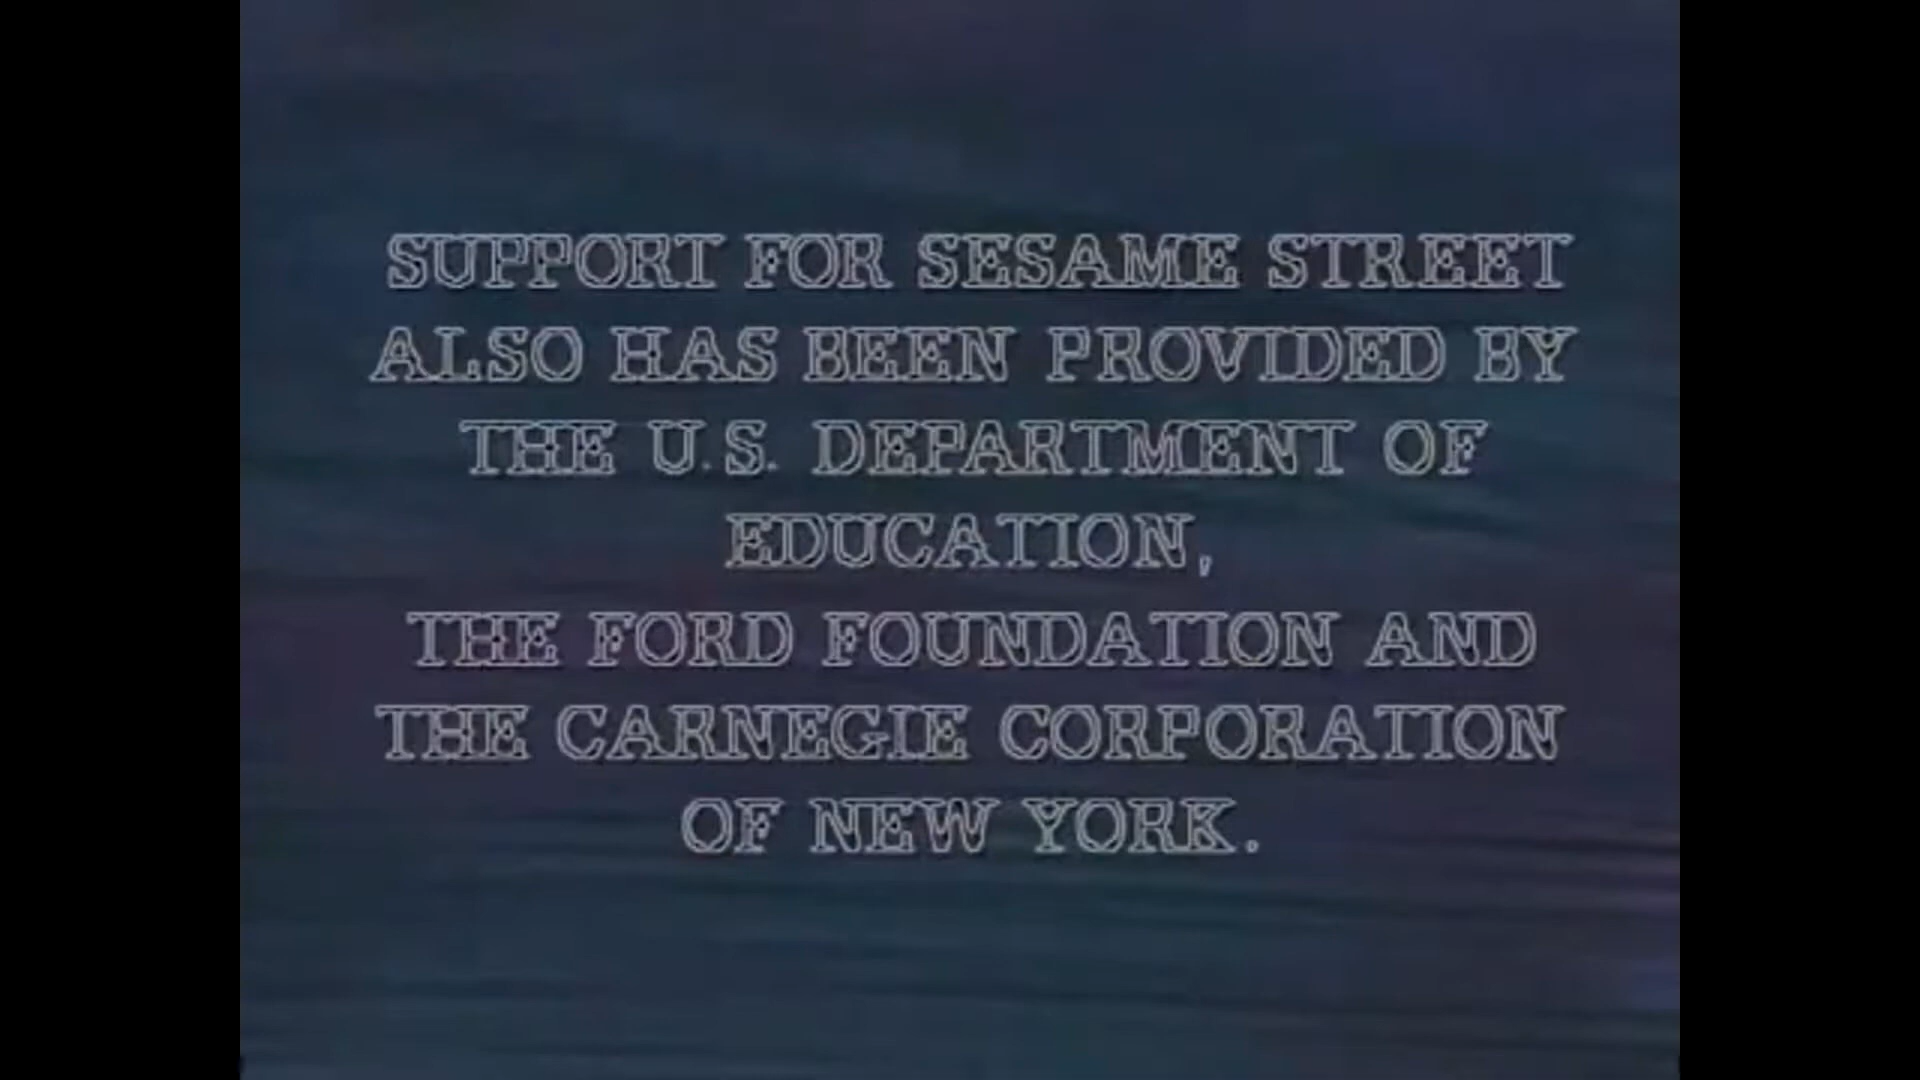 SUPPORT FOR SESAME STREET
ALSO HAS BEEN PROVIDED BY
THE U.S. DEPARTMENT OF
EDUCATION,
THE FORD FOUNDATION AND
THE CARNEGIE CORPORATION
OF NEW YORK.